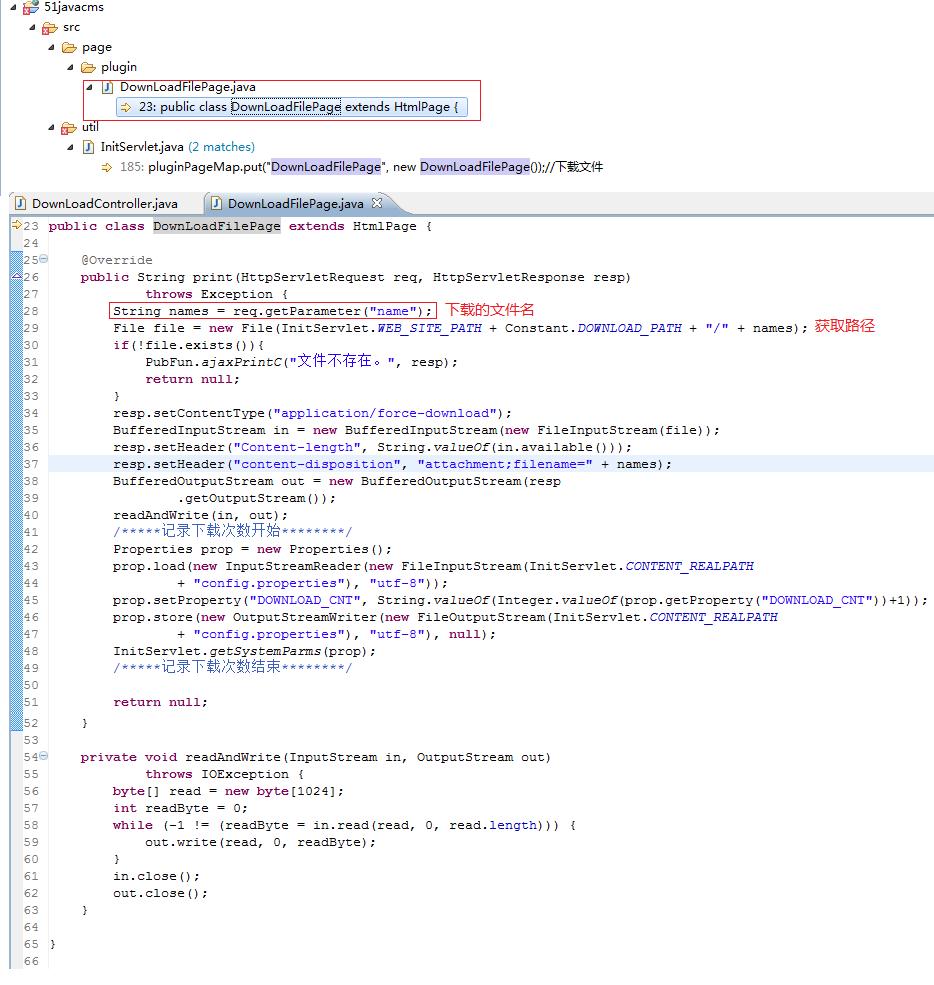 51javacms
src
page
plugin
DownLoadFilePage.java
23: public class DownLoadFilePage extends HtmlPage {
util
InitServlet.java (2 matches)
185: pluginPageMap.put("DownLoadFilePage", new DownLoadFilePage());//下载文件
DownLoadController.java DownLoadFilePage.java
23 public class DownLoadFilePage extends HtmlPage {
24
25 @Override
26 public String print(HttpServletRequest req, HttpServletResponse resp)
27 throws Exception {
28 String names = req.getParameter("name"); 下载的文件名
29 File file = new File(InitServlet.WEB_SITE_PATH + Constant.DOWNLOAD_PATH + "/" + names); 获取路径
30 if(!file.exists()){
31 PubFun.ajaxPrintC("文件不存在。", resp);
32 return null;
33 }
34 resp.setContentType("application/force-download");
35 BufferedInputStream in = new BufferedInputStream(new FileInputStream(file));
36 resp.setHeader("Content-length", String.valueOf(in.available()));
37 resp.setHeader("content-disposition", "attachment;filename=" + names);
38 BufferedOutputStream out = new BufferedOutputStream(resp
39 .getOutputStream());
40 readAndWrite(in, out);
41 /*****记录下载次数开始********/
42 Properties prop = new Properties();
43 prop.load(new InputStreamReader(new FileInputStream(InitServlet.CONTENT_REALPATH
44 + "config.properties"), "utf-8"));
45 prop.setProperty("DOWNLOAD_CNT", String.valueOf(Integer.valueOf(prop.getProperty("DOWNLOAD_CNT"))+1));
46 prop.store(new OutputStreamWriter(new FileOutputStream(InitServlet.CONTENT_REALPATH
47 + "config.properties"), "utf-8"), null);
48 InitServlet.getSystemParms(prop);
49 /*****记录下载次数结束********/
50
51 return null;
52 }
53
54 private void readAndWrite(InputStream in, OutputStream out)
55 throws IOException {
56 byte[] read = new byte[1024];
57 int readByte = 0;
58 while (-1 != (readByte = in.read(read, 0, read.length))) {
59 out.write(read, 0, readByte);
60 }
61 in.close();
62 out.close();
63 }
64
65 }
66